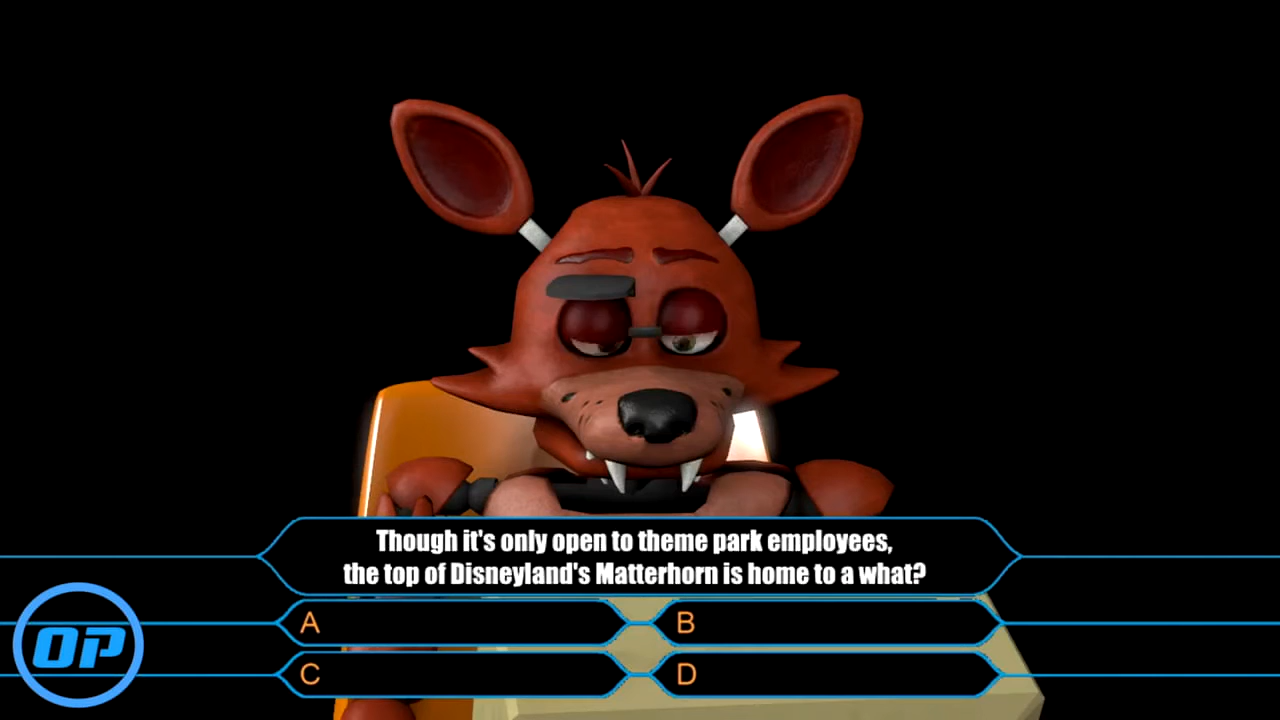 Though it's only open to theme park employees,
the top of Disneyland's Matterhorn is home to a what?
A
B
C
D
OP